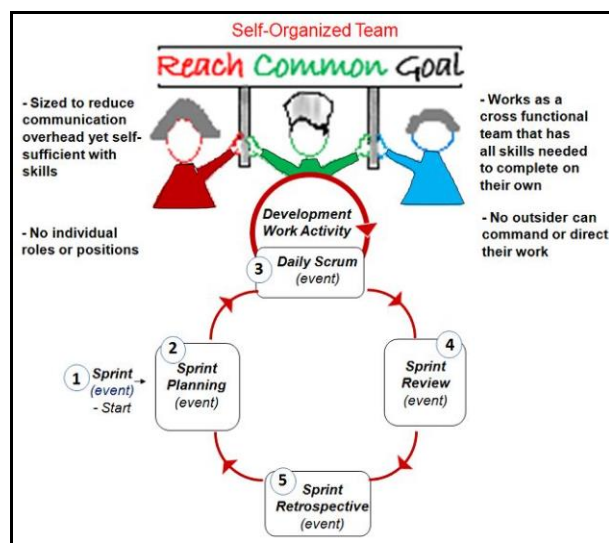 Self-Organized Team
Reach Common Goal
- Sized to reduce
communication
overhead yet self-
sufficient with
skills
- No individual
roles or positions
- Works as a
cross functional
team that has
all skills needed
to complete on
their own
- No outsider can
command or direct
their work
Development
Work Activity
3 Daily Scrum
(event)
1 Sprint
(event)
- Start
2
Sprint
Planning
(event)
4
Sprint
Review
(event)
5
Sprint
Retrospective
(event)